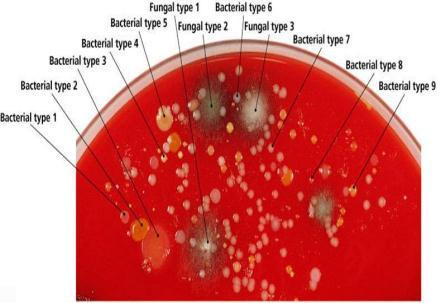 Fungal type 1
Bacterial type 6
Bacterial type 5
Fungal type 2
Fungal type 3
Bacterial type 4
Bacterial type 7
Bacterial type 3
Bacterial type 8
Bacterial type 2
Bacterial type 9
Bacterial type 1